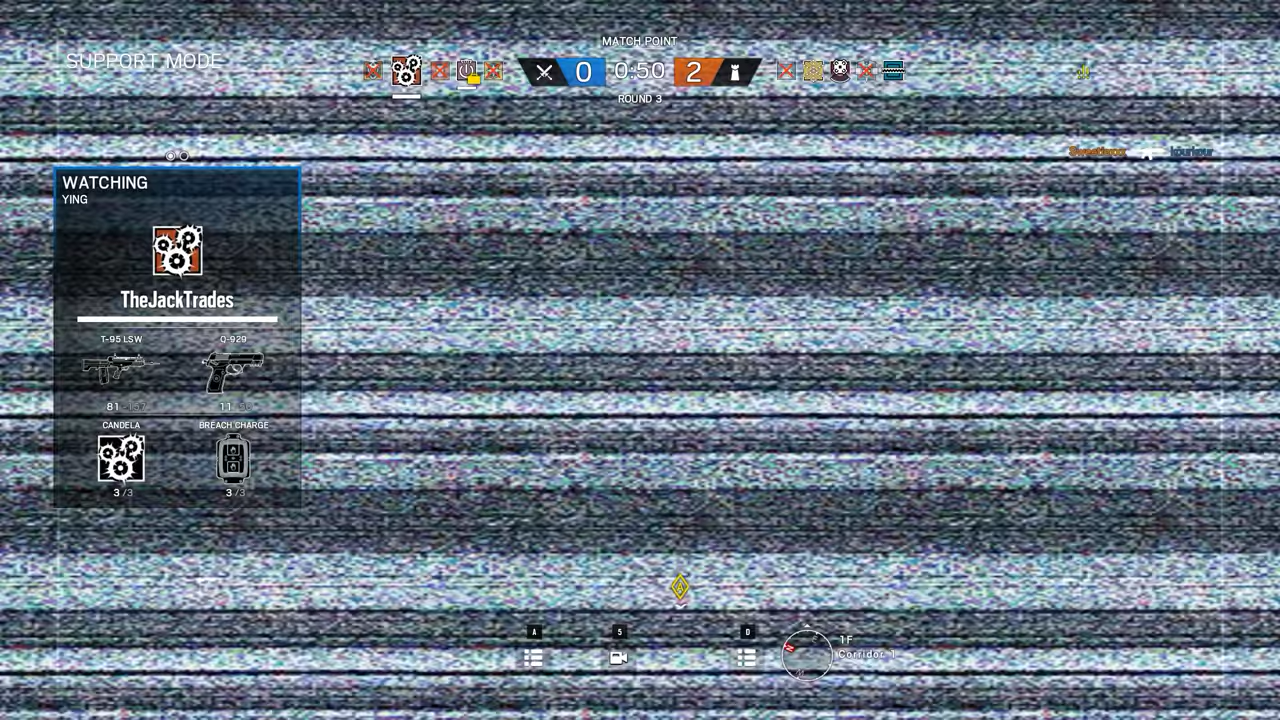 SUPPORT MODE
MATCH POINT
0 0:50 2
ROUND 3
WATCHING
YING
TheJackTrades
T-95 LSW Q-929
81 11
CANDELA BREACH CHARGE
3 /3 3 /3
A S D
1F
Corridor 1